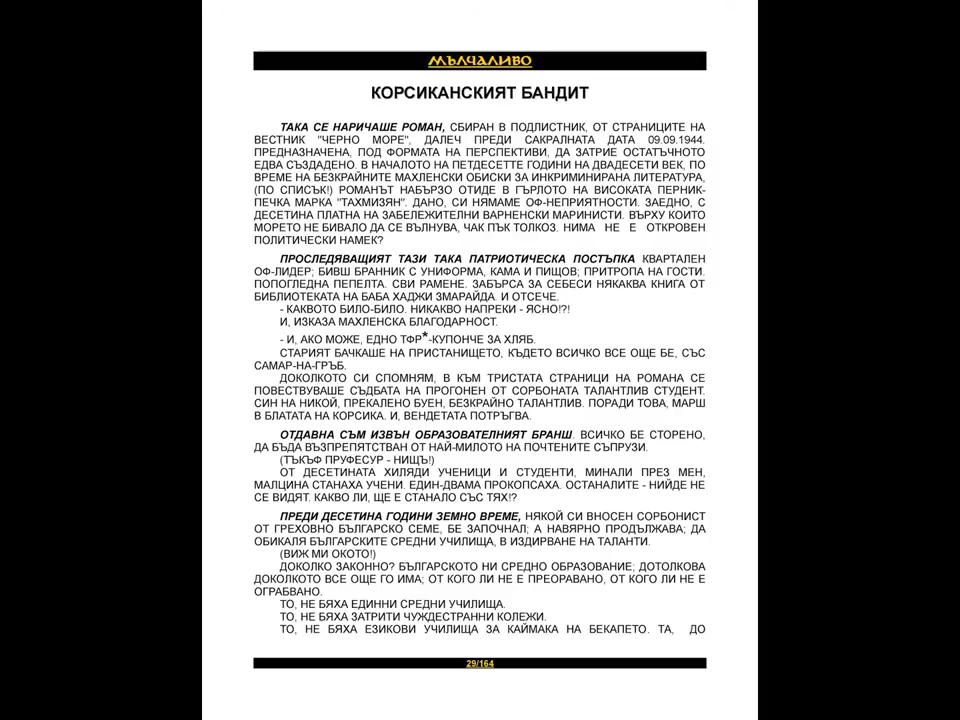 МЪЛЧАЛИВО
КОРСИКАНСКИЯТ БАНДИТ
ТАКА СЕ НАРИЧАШЕ РОМАН, СБИРАН В ПОДЛИСТНИК, ОТ СТРАНИЦИТЕ НА
ВЕСТНИК "ЧЕРНО МОРЕ", ДАЛЕЧ ПРЕДИ САКРАЛНАТА ДАТА 09.09.1944.
ПРЕДНАЗНАЧЕНА, ПОД ФОРМАТА НА ПЕРСПЕКТИВИ, ДА ЗАТРИЕ ОСТАТЪЧНОТО
ЕДВА СЪЗДАДЕНО. В НАЧАЛОТО НА ПЕТДЕСЕТТЕ ГОДИНИ НА ДВАДЕСЕТИ ВЕК, ПО
ВРЕМЕ НА БЕЗКРАЙНИТЕ МАХЛЕНСКИ ОБИСКИ ЗА ИНКРИМИНИРАНА ЛИТЕРАТУРА,
(ПО СПИСЪК!) РОМАНЪТ НАБЪРЗО ОТИДЕ В ГЪРЛОТО НА ВИСОКАТА ПЕРНИК-
ПЕЧКА МАРКА "ТАХМИЗЯН". ДАНО, СИ НЯМАМЕ ОФ-НЕПРИЯТНОСТИ. ЗАЕДНО, С
ДЕСЕТИНА ПЛАТНА НА ЗАБЕЛЕЖИТЕЛНИ ВАРНЕНСКИ МАРИНИСТИ. ВЪРХУ КОИТО
МОРЕТО НЕ БИВАЛО ДА СЕ ВЪЛНУВА, ЧАК ПЪК ТОЛКОЗ. НИМА НЕ Е ОТКРОВЕН
ПОЛИТИЧЕСКИ НАМЕК?
ПРОСЛЕДЯВАЩИЯТ ТАЗИ ТАКА ПАТРИОТИЧЕСКА ПОСТЪПКА КВАРТАЛЕН
ОФ-ЛИДЕР; БИВШ БРАННИК С УНИФОРМА, КАМА И ПИЩОВ; ПРИТРОПА НА ГОСТИ.
ПОПОГЛЕДНА ПЕПЕЛТА. СВИ РАМЕНЕ. ЗАБЪРСА ЗА СЕБЕСИ НЯКАКВА КНИГА ОТ
БИБЛИОТЕКАТА НА БАБА ХАДЖИ ЗМАРАЙДА. И ОТСЕЧЕ.
- КАКВОТО БИЛО-БИЛО. НИКАКВО НАПРЕКИ - ЯСНО!?!
И, ИЗКАЗА МАХЛЕНСКА БЛАГОДАРНОСТ.
- И, АКО МОЖЕ, ЕДНО ТФР*-КУПОНЧЕ ЗА ХЛЯБ.
СТАРИЯТ БАЧКАШЕ НА ПРИСТАНИЩЕТО, КЪДЕТО ВСИЧКО ВСЕ ОЩЕ БЕ, СЪС
САМАР-НА-ГРЪБ.
ДОКОЛКОТО СИ СПОМНЯМ, В КЪМ ТРИСТАТА СТРАНИЦИ НА РОМАНА СЕ
ПОВЕСТВУВАШЕ СЪДБАТА НА ПРОГОНЕН ОТ СОРБОНАТА ТАЛАНТЛИВ СТУДЕНТ.
СИН НА НИКОЙ, ПРЕКАЛЕНО БУЕН, БЕЗКРАЙНО ТАЛАНТЛИВ. ПОРАДИ ТОВА, МАРШ
В БЛАТАТА НА КОРСИКА. И, ВЕНДЕТАТА ПОТРЪГВА.
ОТДАВНА СЪМ ИЗВЪН ОБРАЗОВАТЕЛНИЯТ БРАНШ. ВСИЧКО БЕ СТОРЕНО,
ДА БЪДА ВЪЗПРЕПЯТСТВАН ОТ НАЙ-МИЛОТО НА ПОЧТЕНИТЕ СЪПРУЗИ.
(ТЪКЪФ ПРУФЕСУР - НИЩЪ!)
ОТ ДЕСЕТИНАТА ХИЛЯДИ УЧЕНИЦИ И СТУДЕНТИ, МИНАЛИ ПРЕЗ МЕН,
МАЛЦИНА СТАНАХА УЧЕНИ. ЕДИН-ДВАМА ПРОКОПСАХА. ОСТАНАЛИТЕ - НИЙДЕ НЕ
СЕ ВИДЯТ. КАКВО ЛИ, ЩЕ Е СТАНАЛО СЪС ТЯХ!?
ПРЕДИ ДЕСЕТИНА ГОДИНИ ЗЕМНО ВРЕМЕ, НЯКОЙ СИ ВНОСЕН СОРБОНИСТ
ОТ ГРЕХОВНО БЪЛГАРСКО СЕМЕ, БЕ ЗАПОЧНАЛ; А НАВЯРНО ПРОДЪЛЖАВА; ДА
ОБИКАЛЯ БЪЛГАРСКИТЕ СРЕДНИ УЧИЛИЩА, В ИЗДИРВАНЕ НА ТАЛАНТИ.
(ВИЖ МИ ОКОТО!)
ДОКОЛКО ЗАКОННО? БЪЛГАРСКОТО НИ СРЕДНО ОБРАЗОВАНИЕ; ДОТОЛКОВА
ДОКОЛКОТО ВСЕ ОЩЕ ГО ИМА; ОТ КОГО ЛИ НЕ Е ПРЕОРАВАНО, ОТ КОГО ЛИ НЕ Е
ОГРАБВАНО.
ТО, НЕ БЯХА ЕДИННИ СРЕДНИ УЧИЛИЩА.
ТО, НЕ БЯХА ЗАТРИТИ ЧУЖДЕСТРАННИ КОЛЕЖИ.
ТО, НЕ БЯХА ЕЗИКОВИ УЧИЛИЩА ЗА КАЙМАКА НА БЕКАПЕТО. ТА, ДО
29/164